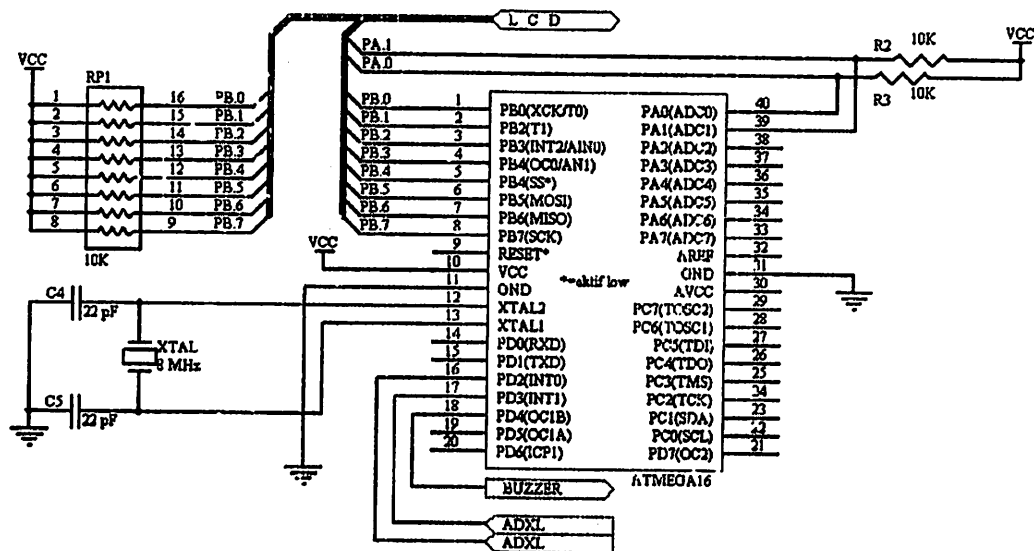 L C D
VCC
RP1
1 16 PB.0
2 15 PB.1
3 14 PB.2
4 13 PB.3
5 12 PB.4
6 11 PB.5
7 10 PB.6
8 9 PB.7
10K
PA.1
PA.0
R2 10K
R3 10K
VCC
PB.0 1 PB0(XCK/T0)
PB.1 2 PB2(T1)
PB.2 3 PB3(INT2/AIN0)
PB.3 4 PB4(OC0/AN1)
PB.4 5 PB4(SS*)
PB.5 6 PB5(MOSI)
PB.6 7 PB6(MISO)
PB.7 8 PB7(SCK)
9 RESET*
VCC
10 VCC
11 GND
12 XTAL2
13 XTAL1
14 PD0(RXD)
15 PD1(TXD)
16 PD2(INT0)
17 PD3(INT1)
18 PD4(OC1B)
19 PD5(OC1A)
20 PD6(ICP1)
*=aktif low
PA0(ADC0) 40
PA1(ADC1) 39
PA2(ADC2) 38
PA3(ADC3) 37
PA4(ADC4) 36
PA5(ADC5) 35
PA6(ADC6) 34
PA7(ADC7) 33
AREF 32
GND 31
AVCC 30
PC7(TOSC2) 29
PC6(TOSC1) 28
PC5(TDI) 27
PC4(TDO) 26
PC3(TMS) 25
PC2(TCK) 24
PC1(SDA) 23
PC0(SCL) 22
PD7(OC2) 21
ATMEGA16
C4
22 pF
XTAL
8 MHz
C5
22 pF
BUZZER
ADXL
ADXL